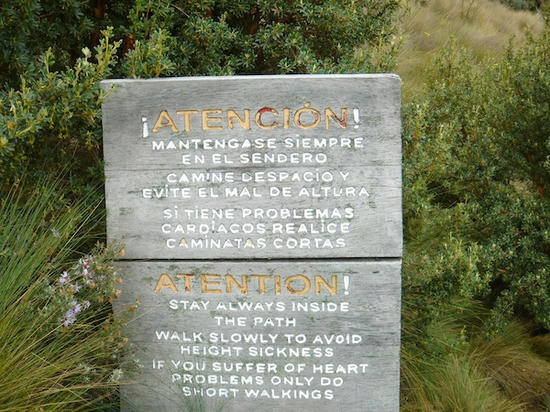 ¡ATENCIÓN!
MANTENGASE SIEMPRE
EN EL SENDERO
CAMINE DESPACIO Y
EVITE EL MAL DE ALTURA
SI TIENE PROBLEMAS
CARDÍACOS REALICE
CAMINATAS CORTAS
ATENTION!
STAY ALWAYS INSIDE
THE PATH
WALK SLOWLY TO AVOID
HEIGHT SICKNESS
IF YOU SUFFER OF HEART
PROBLEMS ONLY DO
SHORT WALKINGS